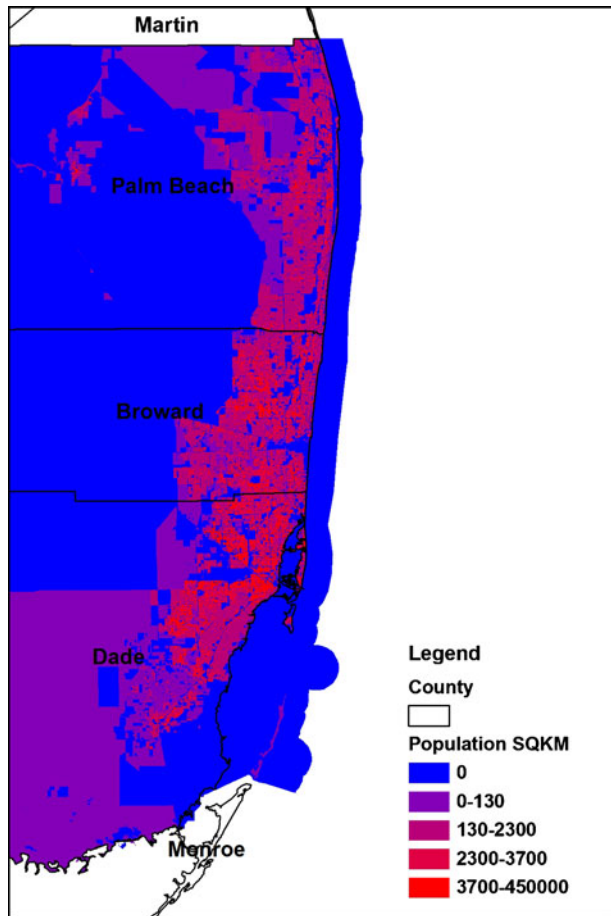 Martin
Palm Beach
Broward
Dade
Monroe
Legend
County
Population SQKM
0
0-130
130-2300
2300-3700
3700-450000